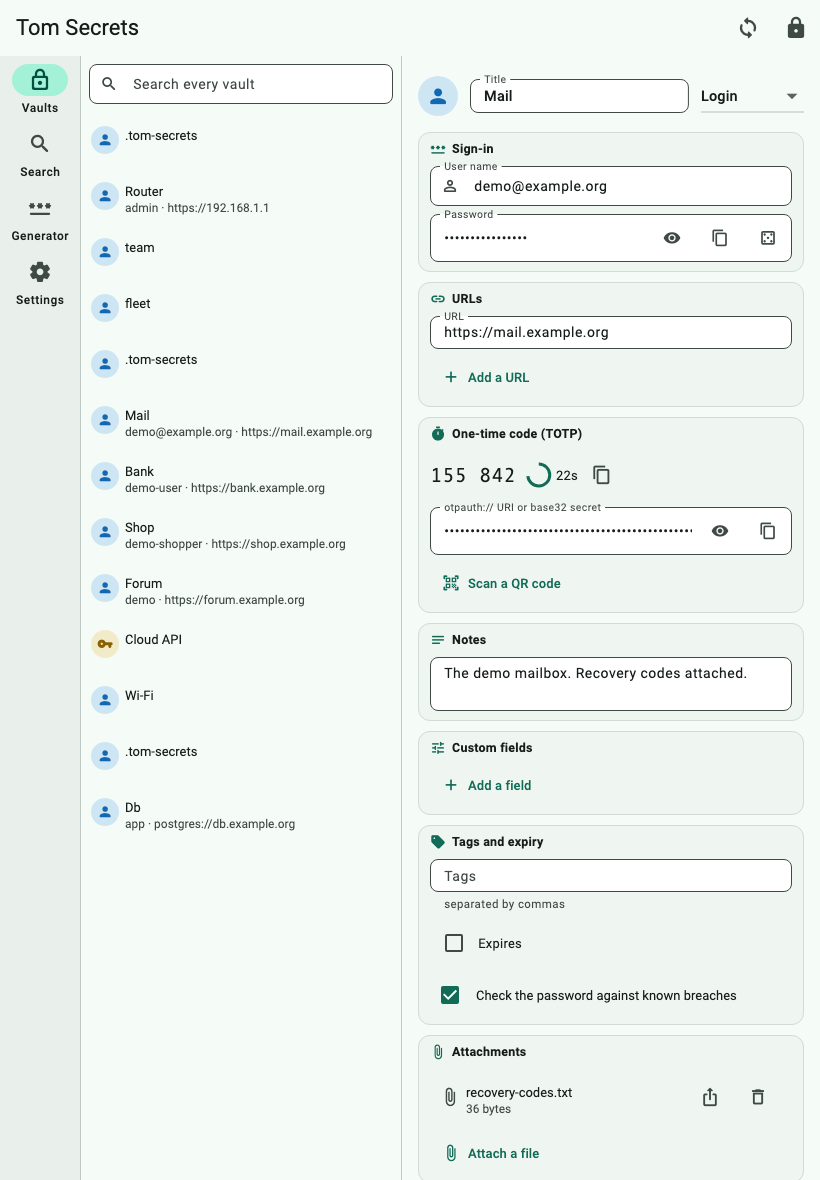 Tom Secrets
Vaults
Search
Generator
Settings
Search every vault
.tom-secrets
Router
admin · https://192.168.1.1
team
fleet
.tom-secrets
Mail
demo@example.org · https://mail.example.org
Bank
demo-user · https://bank.example.org
Shop
demo-shopper · https://shop.example.org
Forum
demo · https://forum.example.org
Cloud API
Wi-Fi
.tom-secrets
Db
app · postgres://db.example.org
Title
Mail
Login
Sign-in
User name
demo@example.org
Password
••••••••••••••••
URLs
URL
https://mail.example.org
Add a URL
One-time code (TOTP)
155 842 22s
otpauth:// URI or base32 secret
Scan a QR code
Notes
The demo mailbox. Recovery codes attached.
Custom fields
Add a field
Tags and expiry
Tags
separated by commas
Expires
Check the password against known breaches
Attachments
recovery-codes.txt
36 bytes
Attach a file